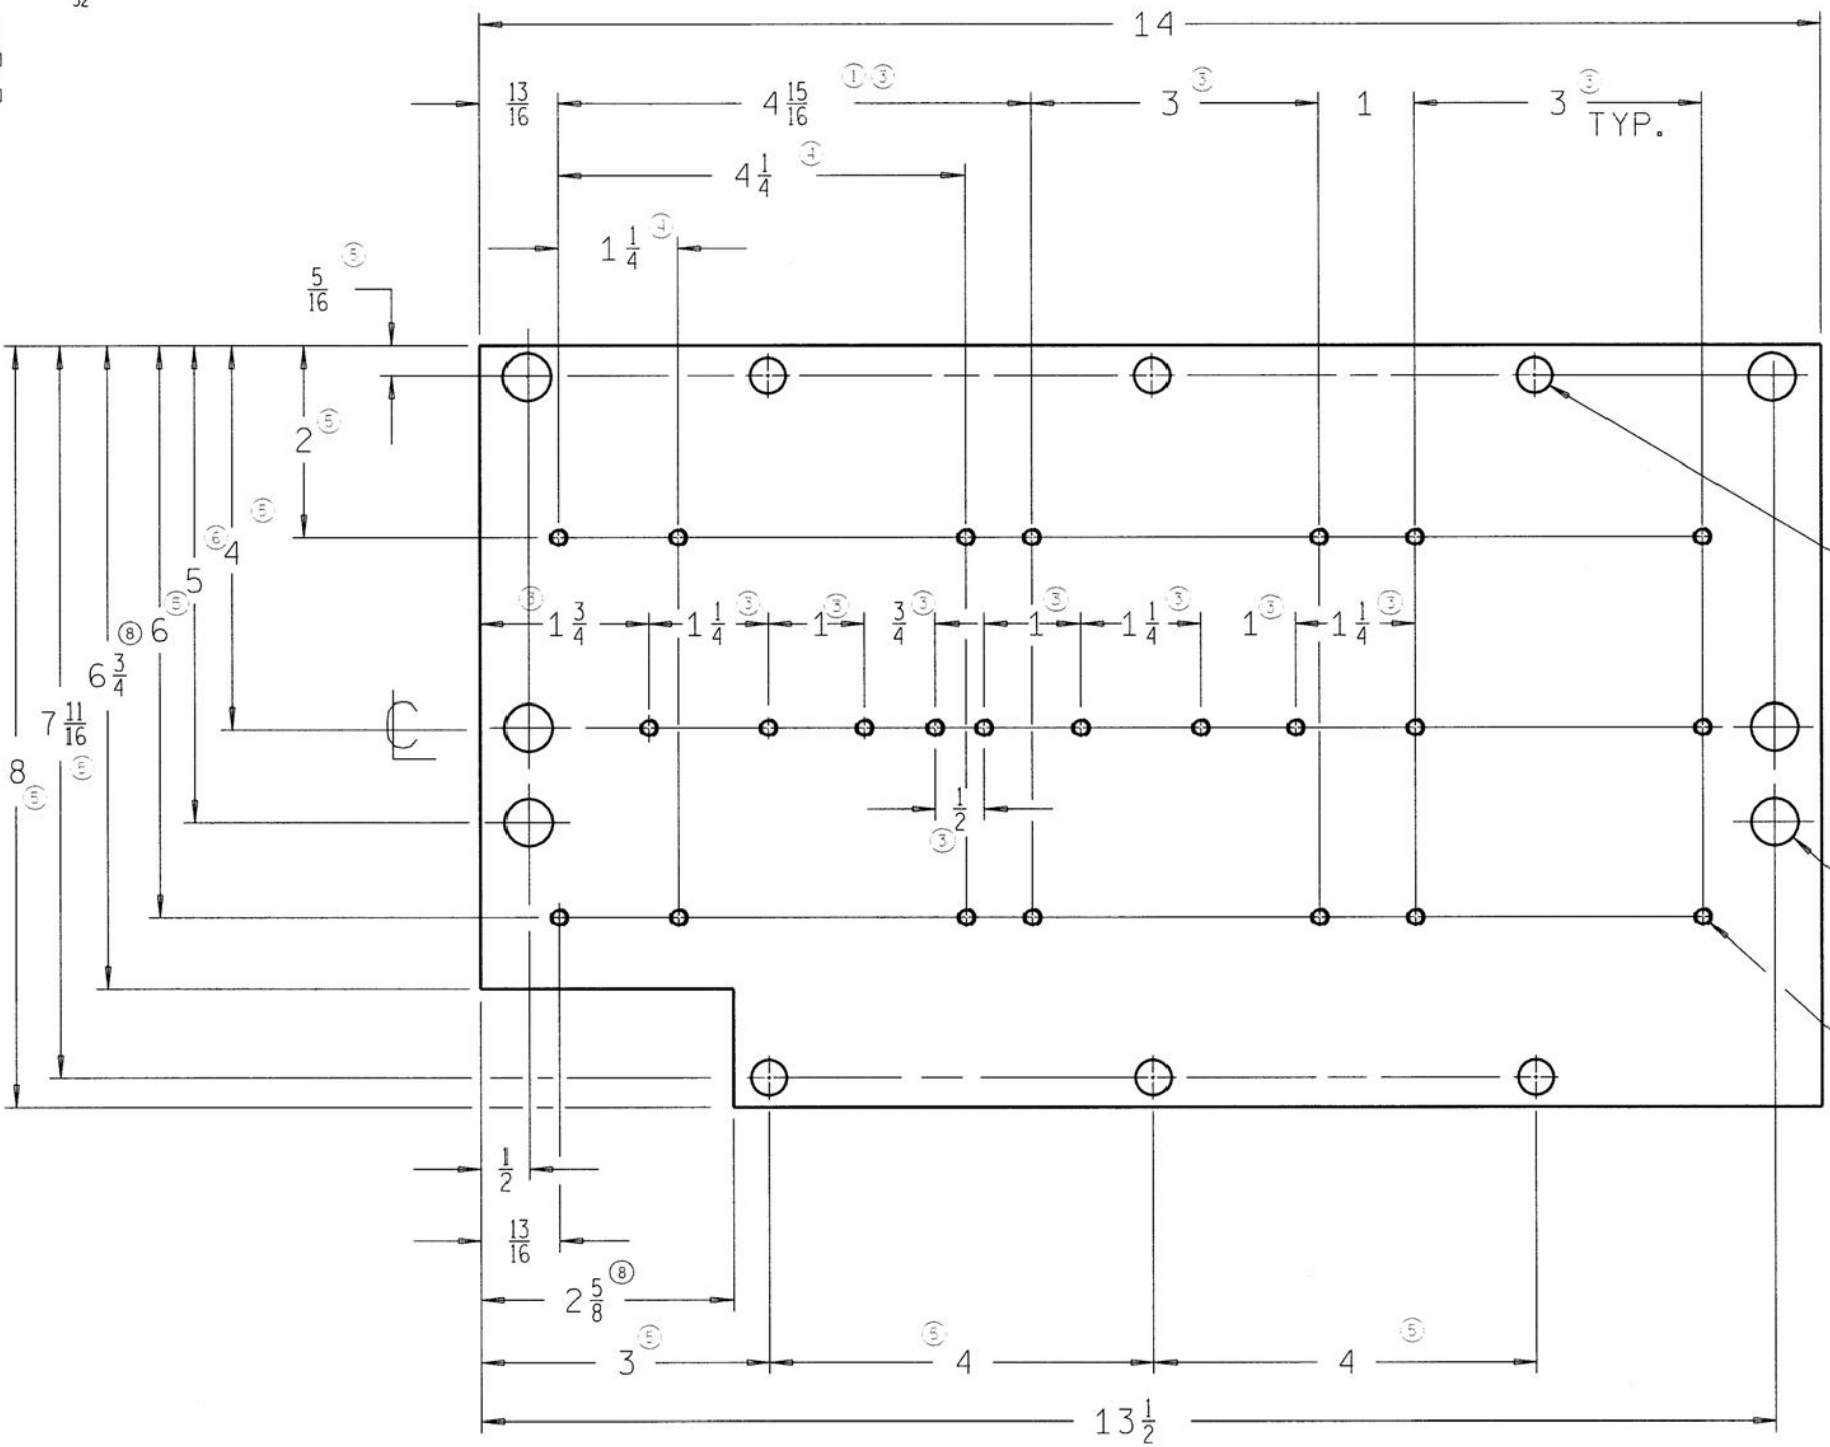 32
14
13/16 4 15/16 ① ③ 3 ③ 1 3 ③ TYP.
4 1/4 ④
1 1/4 ④
5/16 ⑤
2 ⑤
4 ⑤
5 ⑥
6 ⑤
6 3/4 ⑧
7 11/16 ⑤
8 ⑤
1 3/4 ③ 1 1/4 ③ 1 ③ 3/4 ③ 1 ③ 1 1/4 ③ 1 ③ 1 1/4 ③
CL
1/2 ③
1/2
13/16
2 5/8 ⑧
3 ⑤ 4 ⑤ 4 ⑤
13 1/2